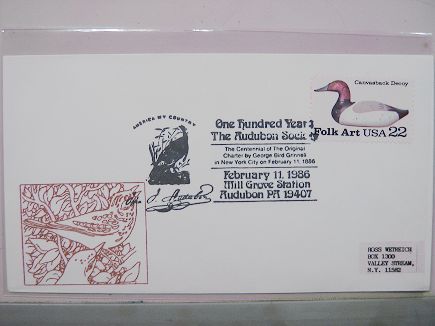 AMERICA MY COUNTRY
One Hundred Years
The Audubon Society
The Centennial of The Original
Charter by George Bird Grinnell
in New York City on February 11, 1886
February 11, 1986
Mill Grove Station
Audubon PA 19407
Canvasback Decoy
Folk Art USA 22
J. Audubon
ROSS WETREICH
BOX 1300
VALLEY STREAM,
N.Y. 11582